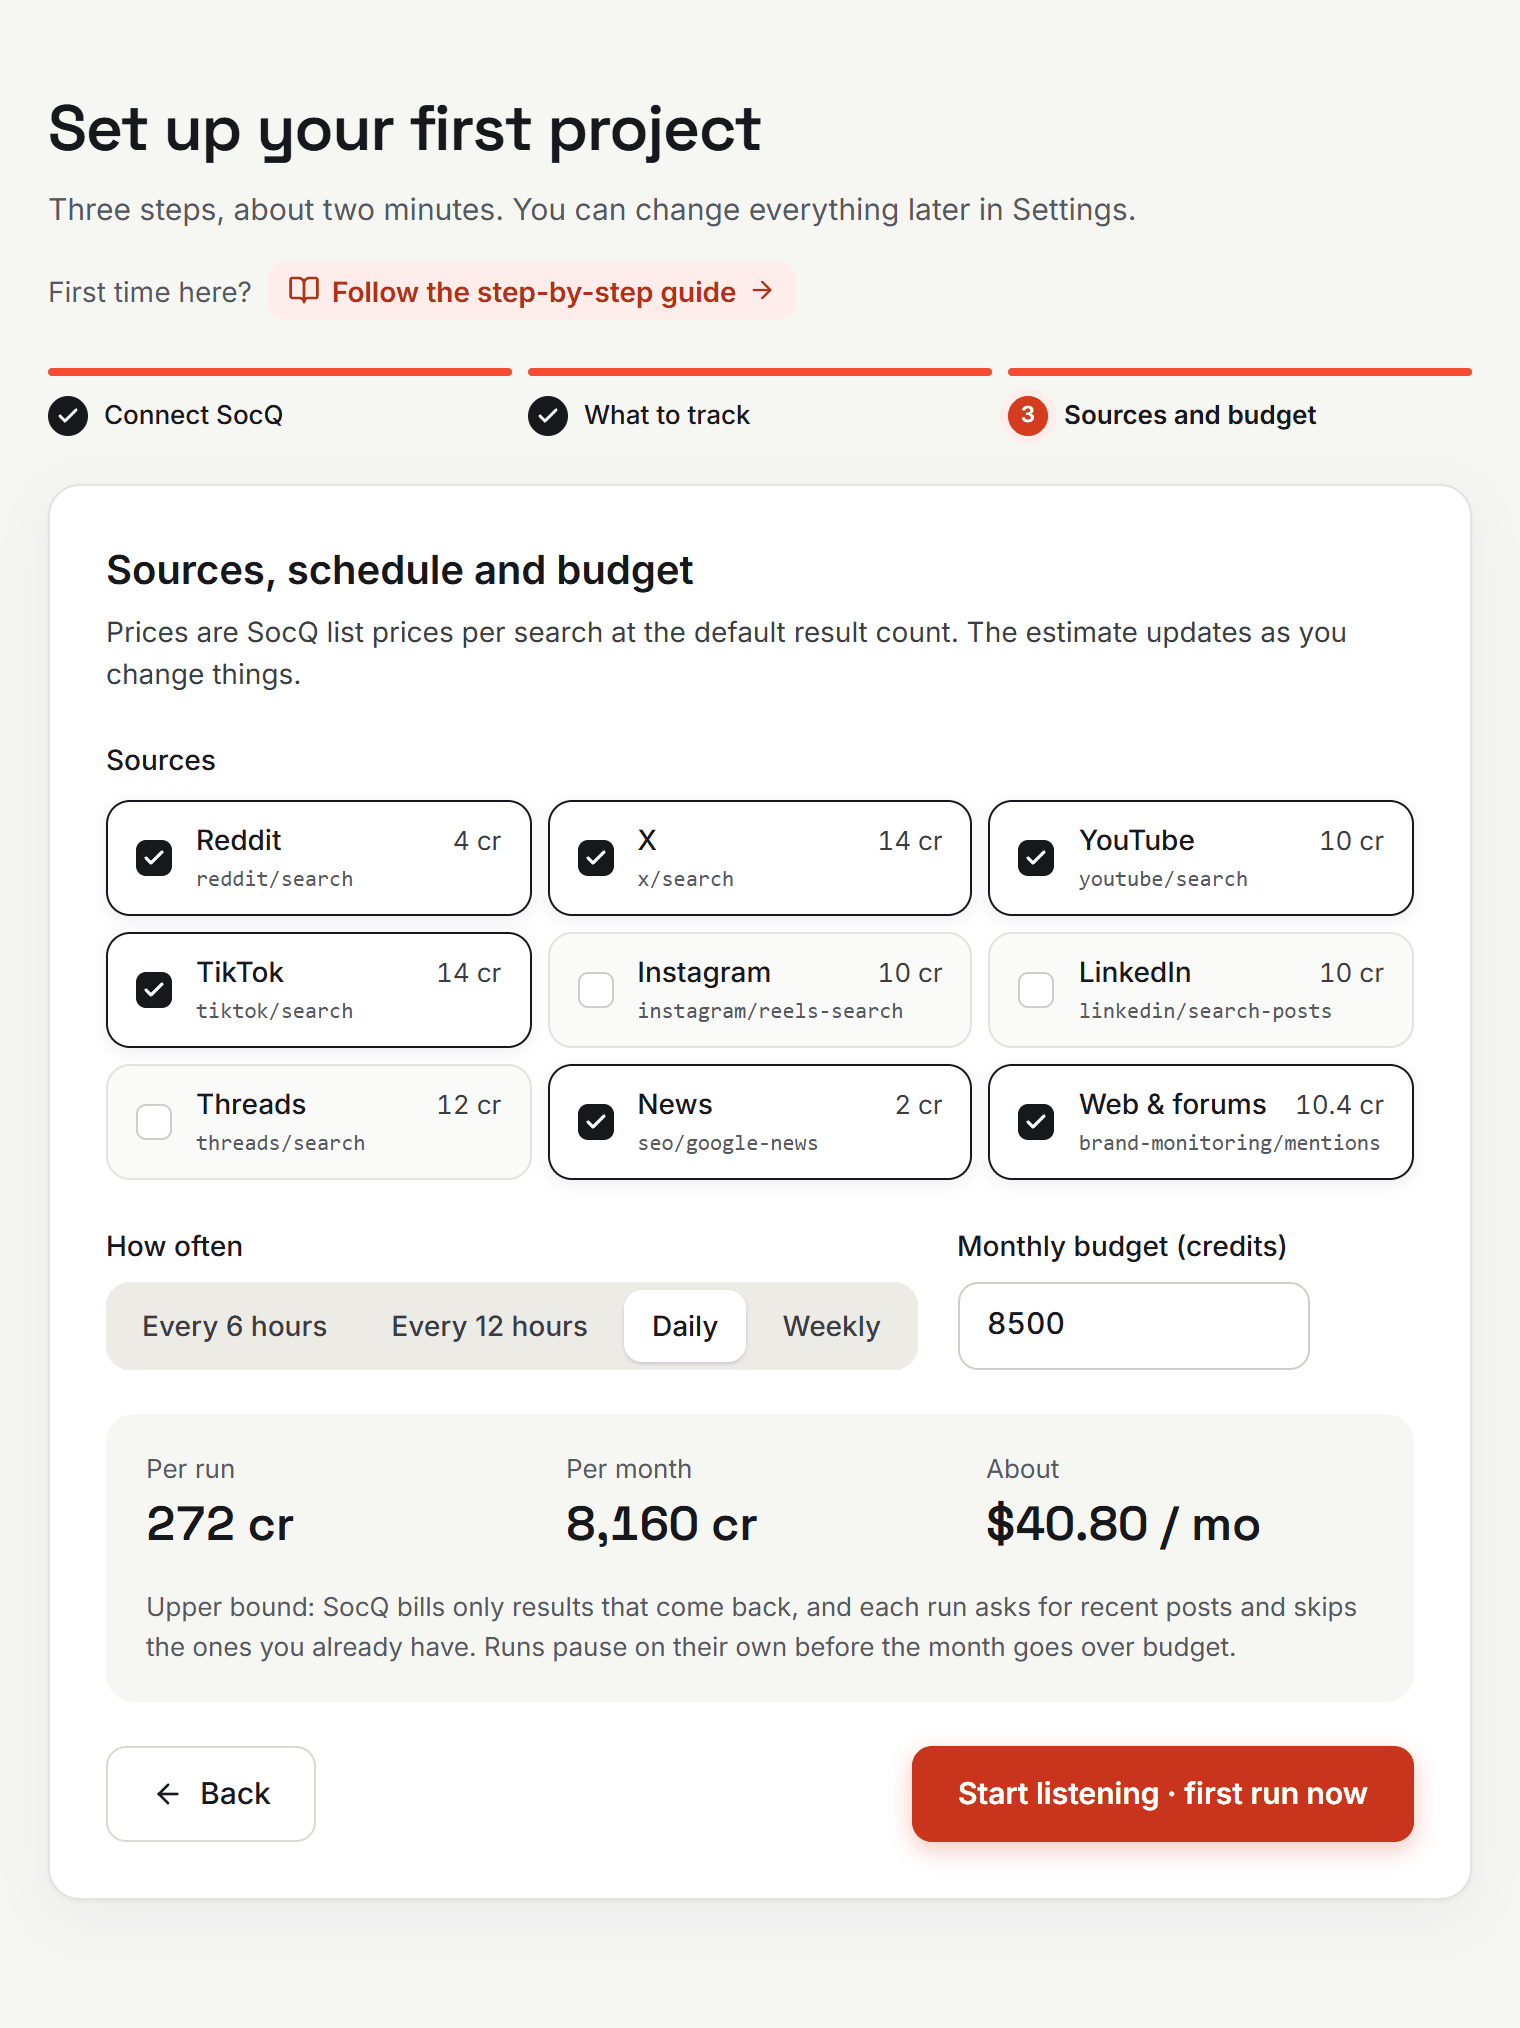 Set up your first project
Three steps, about two minutes. You can change everything later in Settings.
First time here? Follow the step-by-step guide →
Connect SocQ
What to track
3 Sources and budget
Sources, schedule and budget
Prices are SocQ list prices per search at the default result count. The estimate updates as you
change things.
Sources
Reddit 4 cr
reddit/search
X 14 cr
x/search
YouTube 10 cr
youtube/search
TikTok 14 cr
tiktok/search
Instagram 10 cr
instagram/reels-search
LinkedIn 10 cr
linkedin/search-posts
Threads 12 cr
threads/search
News 2 cr
seo/google-news
Web & forums 10.4 cr
brand-monitoring/mentions
How often
Every 6 hours Every 12 hours Daily Weekly
Monthly budget (credits)
8500
Per run
272 cr
Per month
8,160 cr
About
$40.80 / mo
Upper bound: SocQ bills only results that come back, and each run asks for recent posts and skips
the ones you already have. Runs pause on their own before the month goes over budget.
← Back
Start listening · first run now